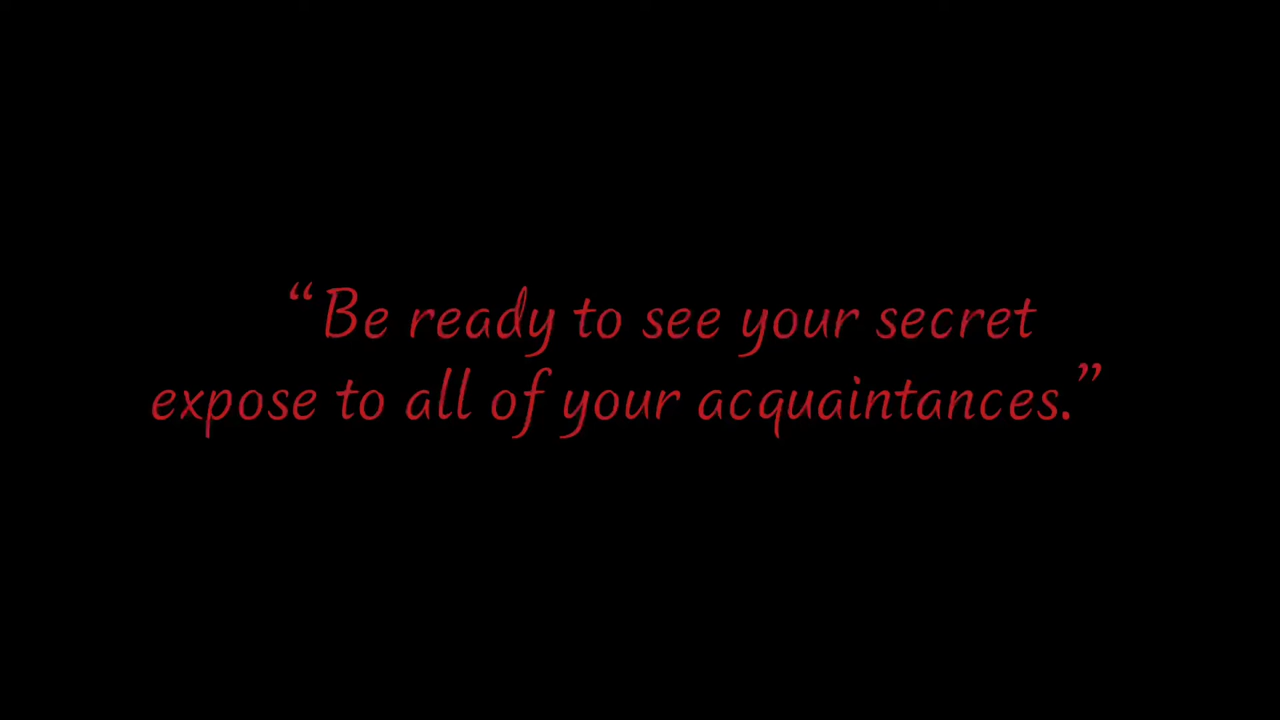 “Be ready to see your secret
expose to all of your acquaintances.”